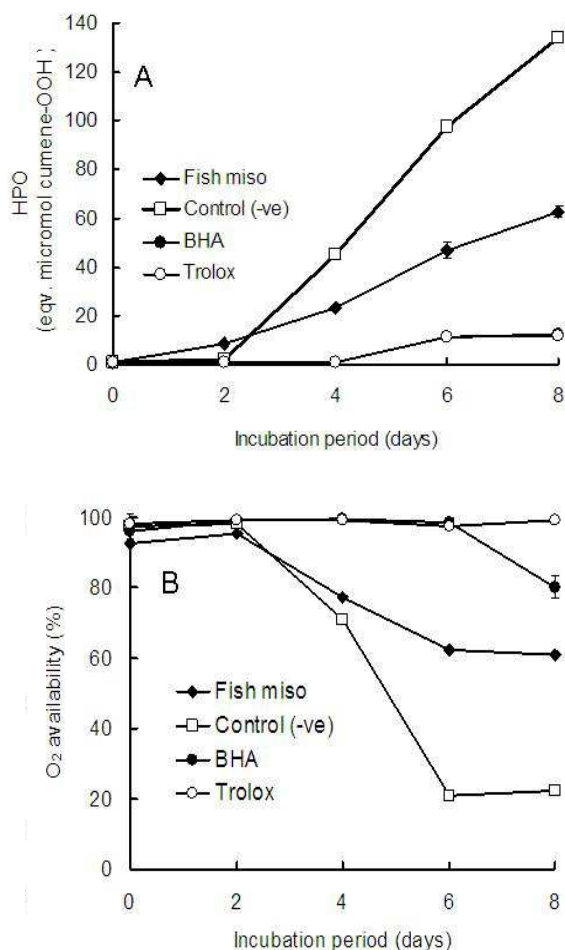 A
140
120
100
80
60
40
20
0
HPO
(eqv. micromol cumene-OOH)
Fish miso
Control (-ve)
BHA
Trolox
0 2 4 6 8
Incubation period (days)
B
100
80
60
40
20
0
O₂ availability (%)
Fish miso
Control (-ve)
BHA
Trolox
0 2 4 6 8
Incubation period (days)